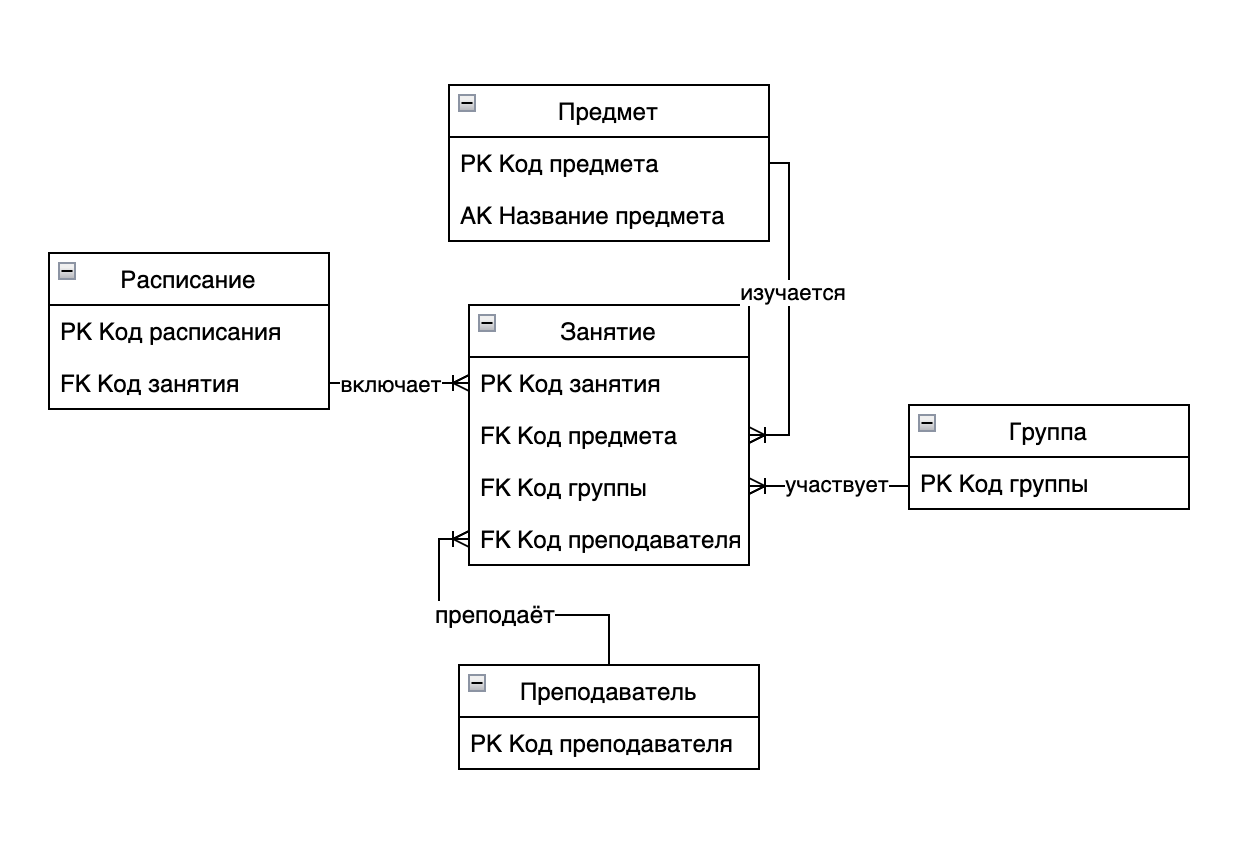 Предмет
PK Код предмета
AK Название предмета
Расписание
PK Код расписания
FK Код занятия
включает
изучается
Занятие
PK Код занятия
FK Код предмета
FK Код группы
FK Код преподавателя
участвует
Группа
PK Код группы
преподаёт
Преподаватель
PK Код преподавателя